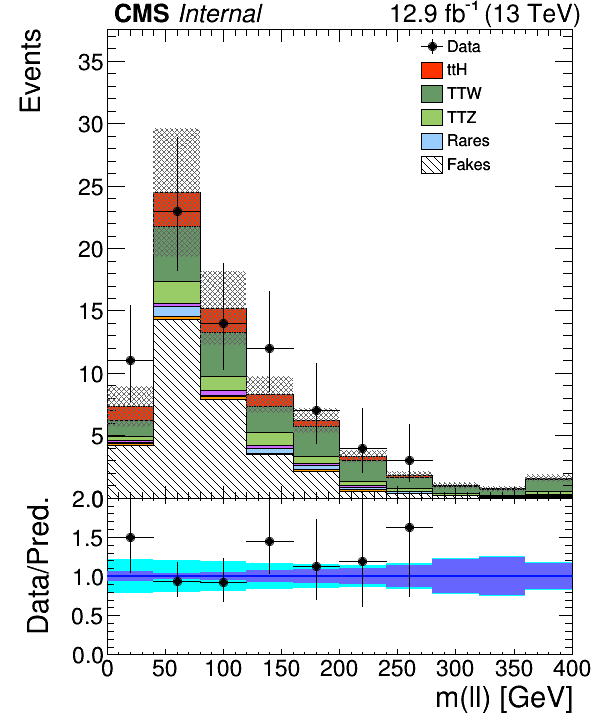 CMS Internal 12.9 fb⁻¹ (13 TeV)
Events
35
30
25
20
15
10
5
Data
ttH
TTW
TTZ
Rares
Fakes
Data/Pred.
2.0
1.5
1.0
0.5
0.0
0 50 100 150 200 250 300 350 400
m(ll) [GeV]